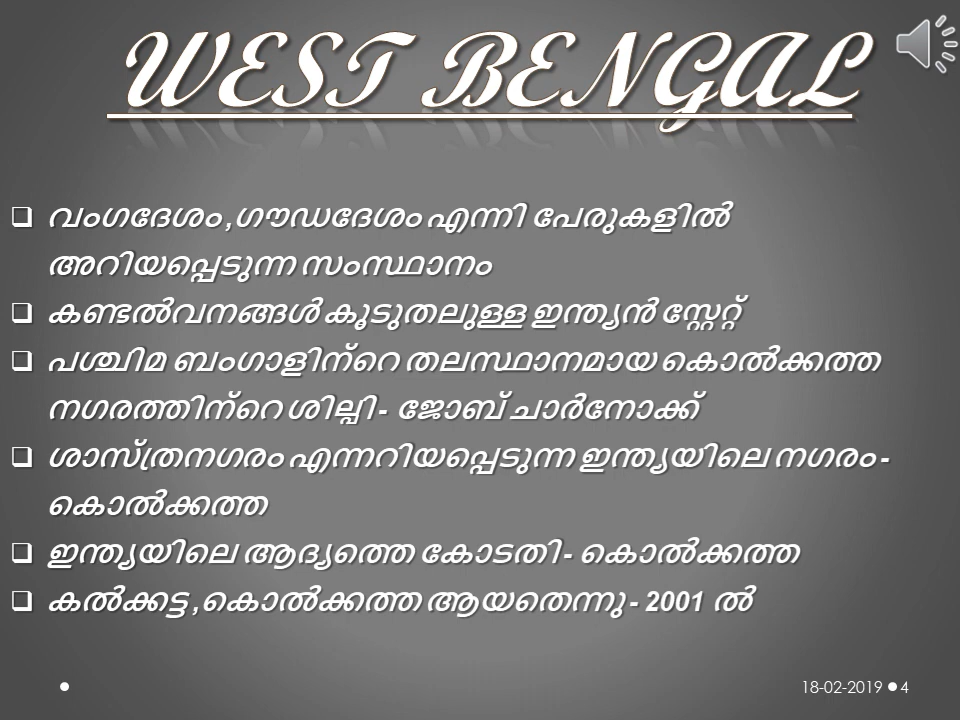 WEST BENGAL
വംഗദേശം ,ഗൗഡദേശം എന്നി പേരുകളിൽ
അറിയപ്പെടുന്ന സംസ്ഥാനം
കണ്ടൽവനങ്ങൾ കൂടുതലുള്ള ഇന്ത്യൻ സ്റ്റേറ്റ്
പശ്ചിമ ബംഗാളിന്റെ തലസ്ഥാനമായ കൊൽക്കത്ത
നഗരത്തിന്റെ ശില്പി - ജോബ് ചാർനോക്ക്
ശാസ്ത്രനഗരം എന്നറിയപ്പെടുന്ന ഇന്ത്യയിലെ നഗരം -
കൊൽക്കത്ത
ഇന്ത്യയിലെ ആദ്യത്തെ കോടതി - കൊൽക്കത്ത
കൽക്കട്ട ,കൊൽക്കത്ത ആയതെന്നു - 2001 ൽ
18-02-2019 4